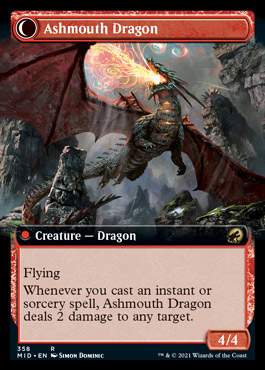 Ashmouth Dragon
Creature — Dragon
Flying
Whenever you cast an instant or
sorcery spell, Ashmouth Dragon
deals 2 damage to any target.
4/4
358 R
MID • EN SIMON DOMINIC
™ & © 2021 Wizards of the Coast